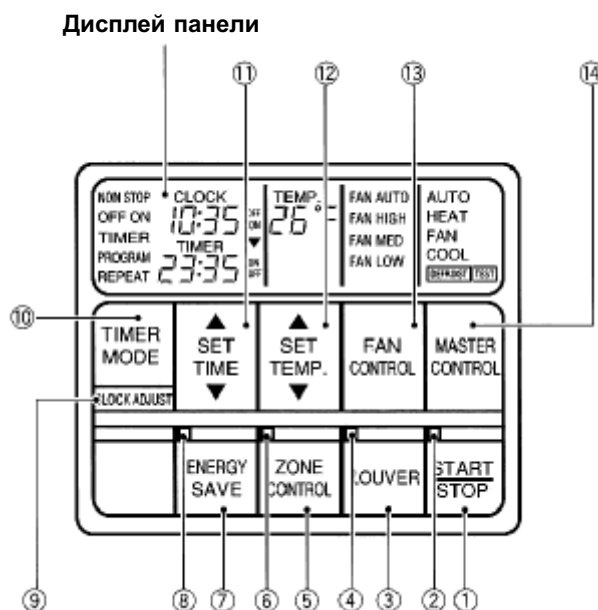 Дисплей панели
⑪ ⑫ ⑬ ⑭
NON STOP
OFF ON
TIMER
PROGRAM
REPEAT
CLOCK
10:35
TIMER
23:35
OFF
ON
▼
ON
OFF
TEMP.
26°F
FAN AUTO
FAN HIGH
FAN MED
FAN LOW
AUTO
HEAT
FAN
COOL
DEFROST TEST
⑩
TIMER
MODE
▲
SET
TIME
▼
▲
SET
TEMP.
▼
FAN
CONTROL
MASTER
CONTROL
CLOCK ADJUST
ENERGY
SAVE
ZONE
CONTROL
LOUVER
START
STOP
⑨ ⑧ ⑦ ⑥ ⑤ ④ ③ ② ①